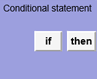 Conditional statement
if then